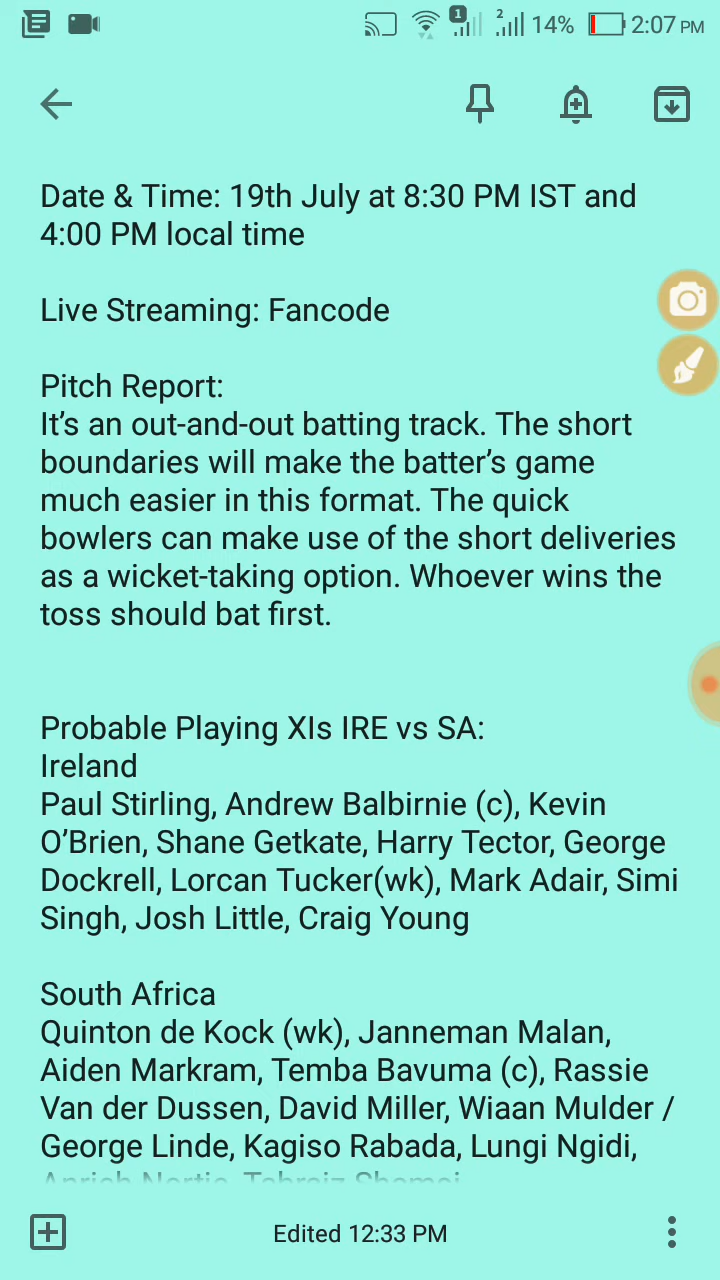 1 2 14% 2:07 PM
Date & Time: 19th July at 8:30 PM IST and
4:00 PM local time
Live Streaming: Fancode
Pitch Report:
It’s an out-and-out batting track. The short
boundaries will make the batter’s game
much easier in this format. The quick
bowlers can make use of the short deliveries
as a wicket-taking option. Whoever wins the
toss should bat first.
Probable Playing XIs IRE vs SA:
Ireland
Paul Stirling, Andrew Balbirnie (c), Kevin
O’Brien, Shane Getkate, Harry Tector, George
Dockrell, Lorcan Tucker(wk), Mark Adair, Simi
Singh, Josh Little, Craig Young
South Africa
Quinton de Kock (wk), Janneman Malan,
Aiden Markram, Temba Bavuma (c), Rassie
Van der Dussen, David Miller, Wiaan Mulder /
George Linde, Kagiso Rabada, Lungi Ngidi,
Edited 12:33 PM